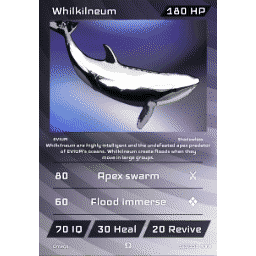 Whilkilneum 180 HP
EVIUM
Whilkilneum are highly intelligent and the undefeated apex predator
of EVIUM's oceans. Whilkilneum create floods when they
move in large groups.
80 Apex swarm
60 Flood immerse
70 IQ 30 Heal 20 Revive